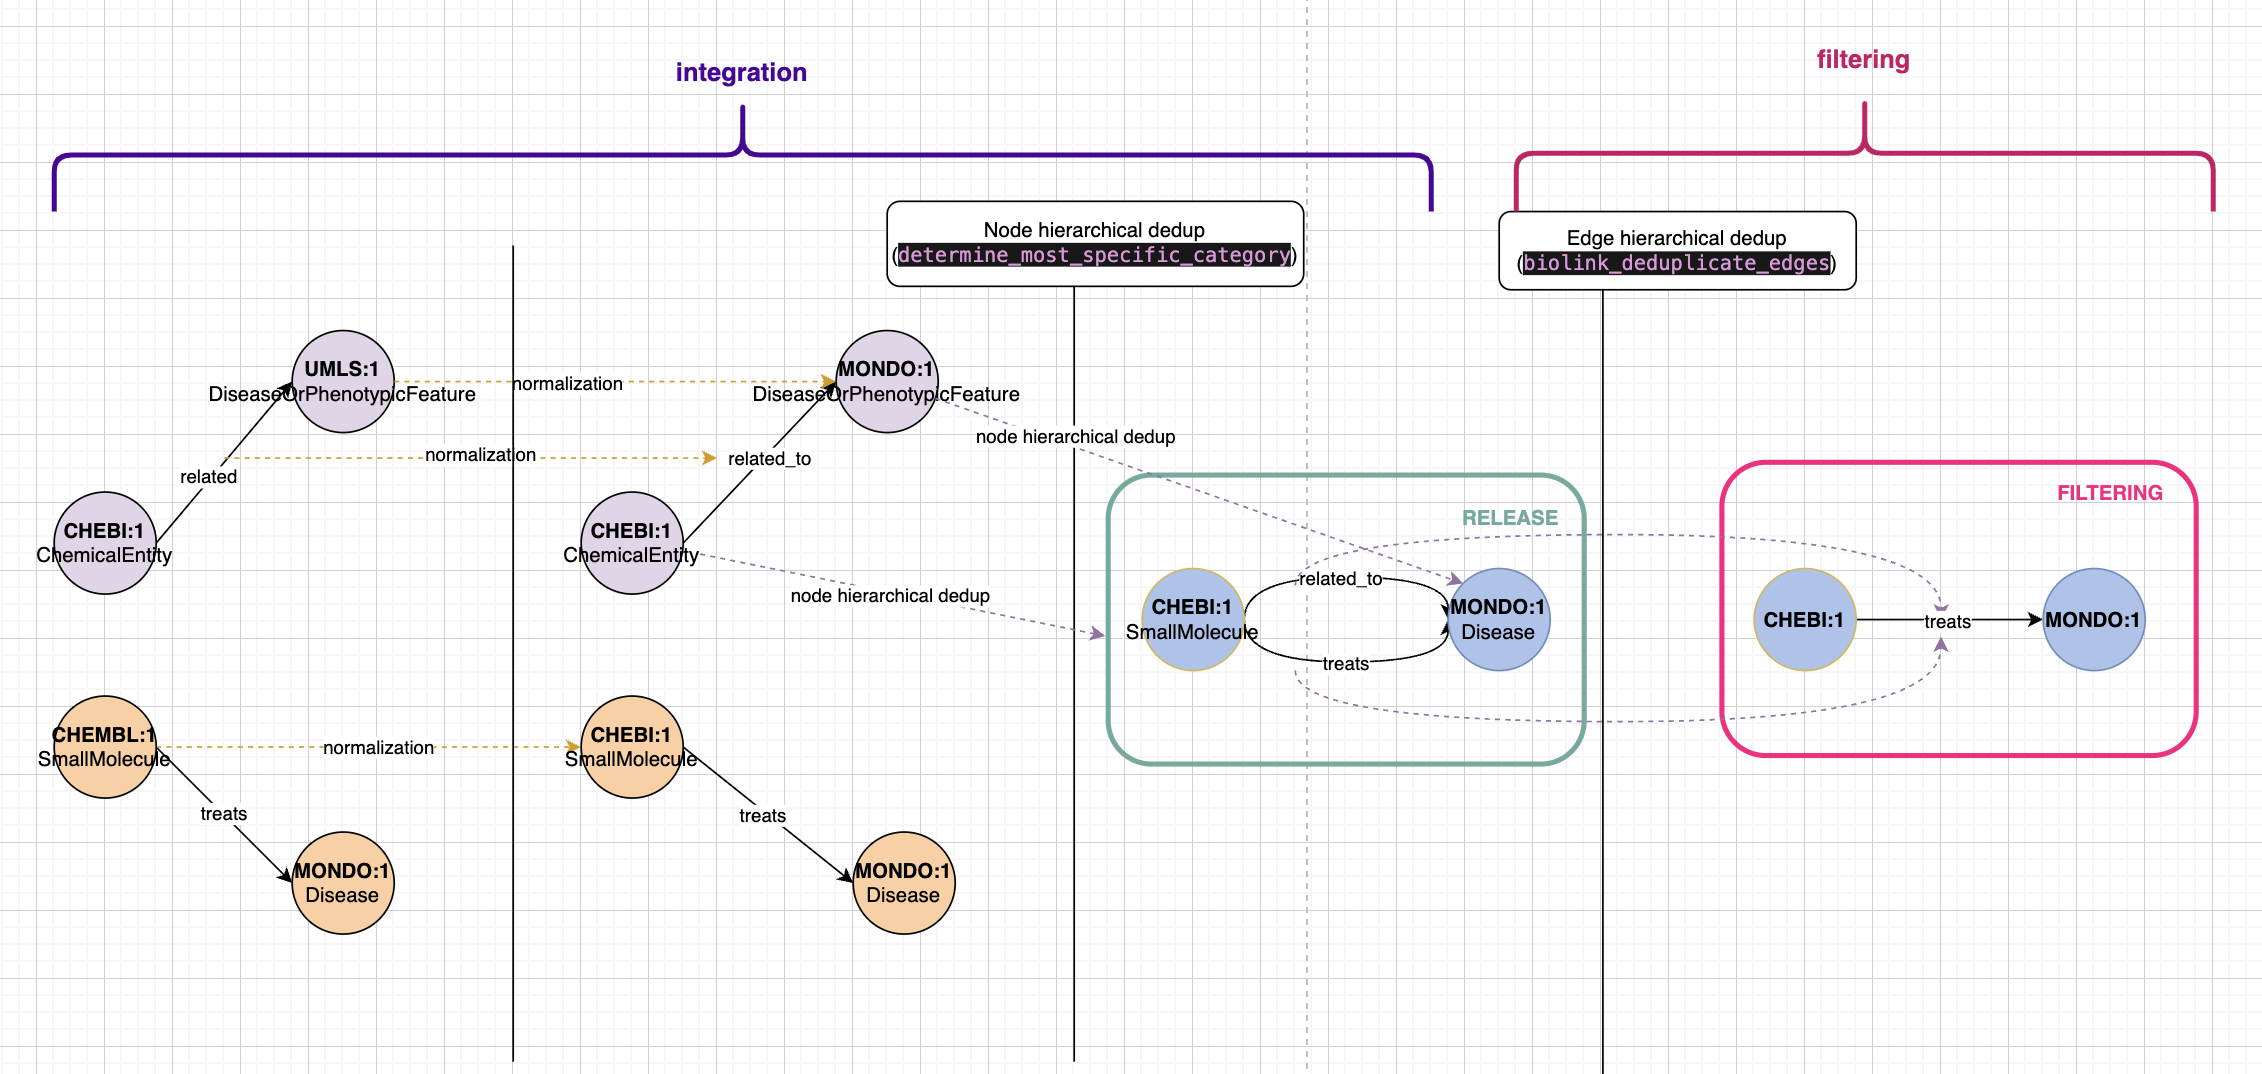 integration
filtering
Node hierarchical dedup
(determine_most_specific_category)
Edge hierarchical dedup
(biolink_deduplicate_edges)
UMLS:1
DiseaseOrPhenotypicFeature
normalization
MONDO:1
DiseaseOrPhenotypicFeature
node hierarchical dedup
normalization
related_to
related
CHEBI:1
ChemicalEntity
CHEBI:1
ChemicalEntity
node hierarchical dedup
RELEASE
related_to
CHEBI:1
SmallMolecule
MONDO:1
Disease
treats
FILTERING
CHEBI:1
treats
MONDO:1
CHEMBL:1
SmallMolecule
normalization
CHEBI:1
SmallMolecule
treats
treats
MONDO:1
Disease
MONDO:1
Disease